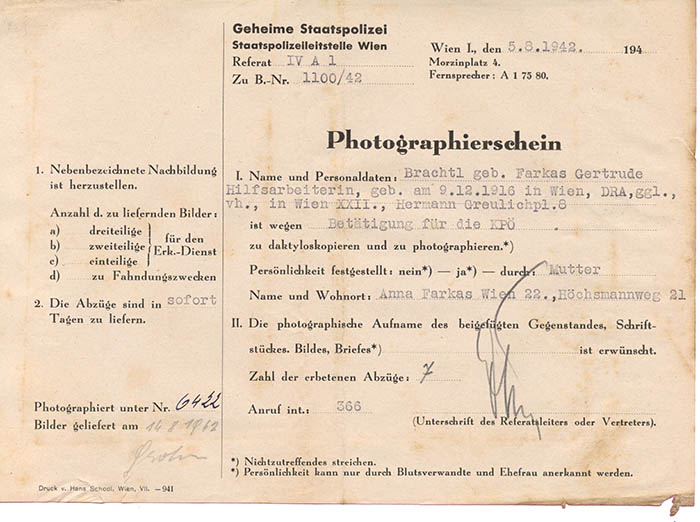 Geheime Staatspolizei
Staatspolizeileitstelle Wien
Referat IV A 1
Zu B.-Nr. 1100/42
Wien I., den 5.8.1942. 194
Morzinplatz 4.
Fernsprecher: A 1 75 80.
Photographierschein
1. Nebenbezeichnete Nachbildung
ist herzustellen.
Anzahl d. zu liefernden Bilder:
a) dreiteilige
b) zweiteilige
c) einteilige
für den
Erk.-Dienst
d) zu Fahndungszwecken
2. Die Abzüge sind in sofort
Tagen zu liefern.
Photographiert unter Nr. 6422
Bilder geliefert am 14 8 1942
Druck v. Hans School, Wien, VII. —941
I. Name und Personaldaten: Brachtl geb. Farkas Gertrude
Hilfsarbeiterin, geb. am 9.12.1916 in Wien, DRA,ggl.,
vh., in Wien XXII., Hermann Greulichpl.8
ist wegen Betätigung für die KPÖ
zu daktyloskopieren und zu photographieren.*)
Persönlichkeit festgestellt: nein*) — ja*) — durch: Mutter
Name und Wohnort: Anna Farkas Wien 22.,Höchsmannweg 21
II. Die photographische Aufname des beigefügten Gegenstandes, Schrift-
stückes. Bildes, Briefes*) ist erwünscht.
Zahl der erbetenen Abzüge: 7
Anruf int.: 366
(Unterschrift des Referatsleiters oder Vertreters).
*) Nichtzutreffendes streichen.
*) Persönlichkeit kann nur durch Blutsverwandte und Ehefrau anerkannt werden.